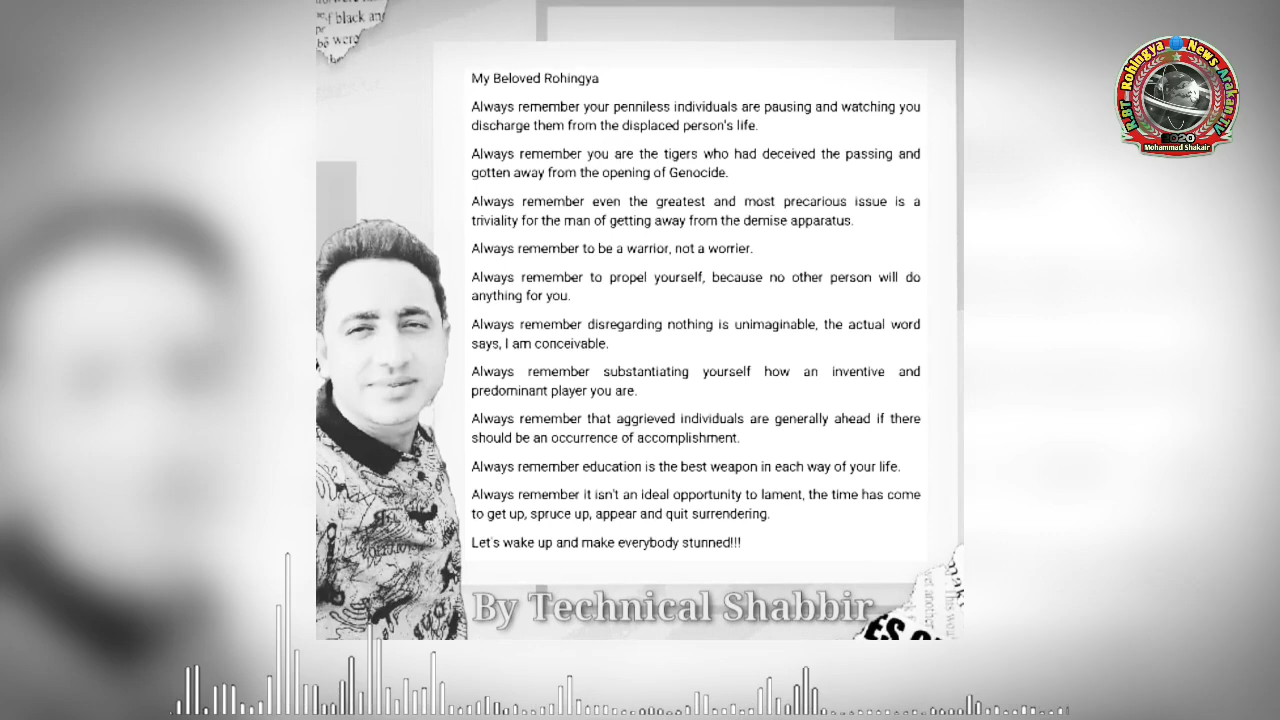 of black and
were
My Beloved Rohingya
Always remember your penniless individuals are pausing and watching you
discharge them from the displaced person's life.
Always remember you are the tigers who had deceived the passing and
gotten away from the opening of Genocide.
Always remember even the greatest and most precarious issue is a
triviality for the man of getting away from the demise apparatus.
Always remember to be a warrior, not a worrier.
Always remember to propel yourself, because no other person will do
anything for you.
Always remember disregarding nothing is unimaginable, the actual word
says, I am conceivable.
Always remember substantiating yourself how an inventive and
predominant player you are.
Always remember that aggrieved individuals are generally ahead if there
should be an occurrence of accomplishment.
Always remember education is the best weapon in each way of your life.
Always remember it isn't an ideal opportunity to lament, the time has come
to get up, spruce up, appear and quit surrendering.
Let's wake up and make everybody stunned!!!
By Technical Shabbir
R.B.T Rohingya News Arakan TV
2020
Mohammad Shakair